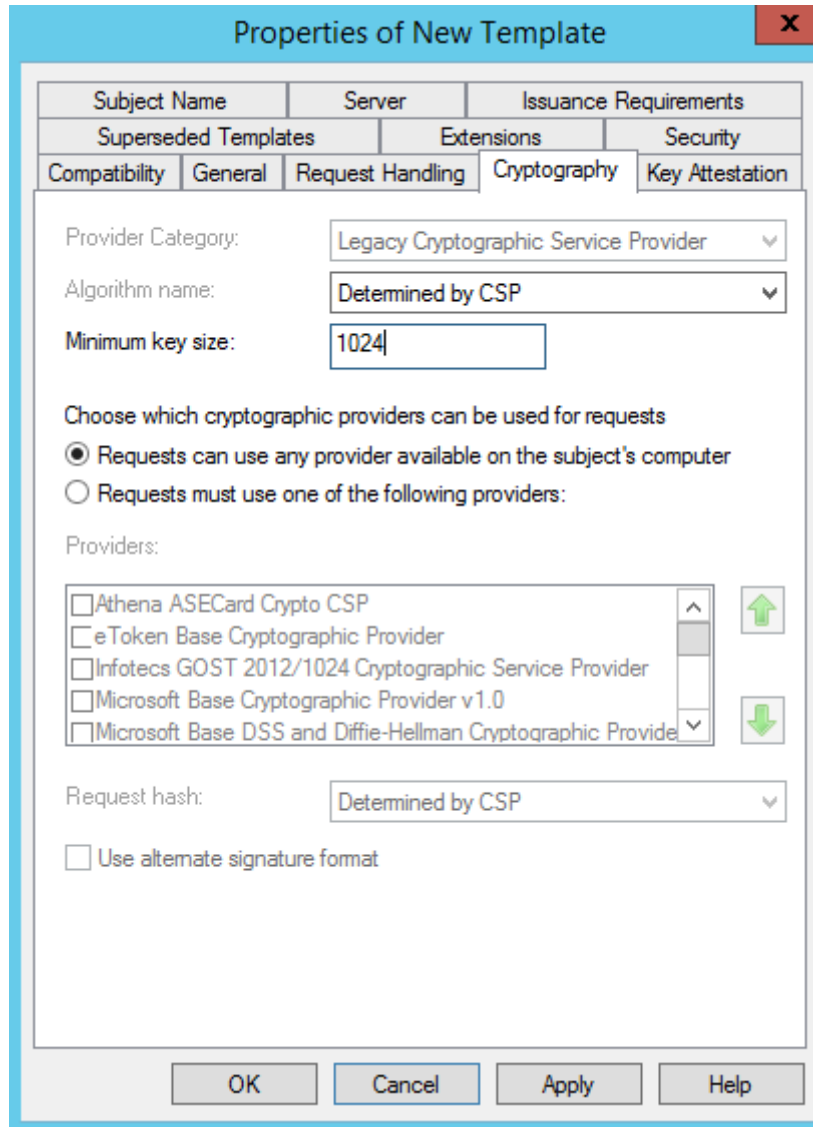 Properties of New Template
x
Subject Name Server Issuance Requirements
Superseded Templates Extensions Security
Compatibility General Request Handling Cryptography Key Attestation
Provider Category: Legacy Cryptographic Service Provider
Algorithm name: Determined by CSP
Minimum key size: 1024
Choose which cryptographic providers can be used for requests
Requests can use any provider available on the subject's computer
Requests must use one of the following providers:
Providers:
Athena ASECard Crypto CSP
eToken Base Cryptographic Provider
Infotecs GOST 2012/1024 Cryptographic Service Provider
Microsoft Base Cryptographic Provider v1.0
Microsoft Base DSS and Diffie-Hellman Cryptographic Provide
Request hash: Determined by CSP
Use alternate signature format
OK Cancel Apply Help